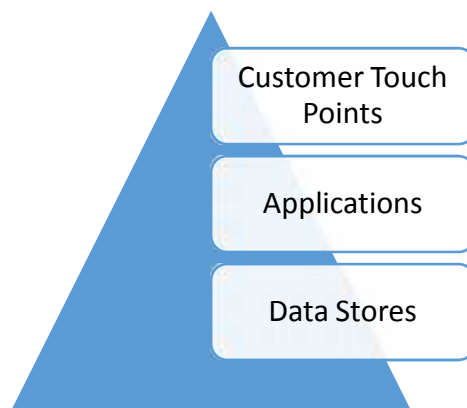 Customer Touch
Points
Applications
Data Stores